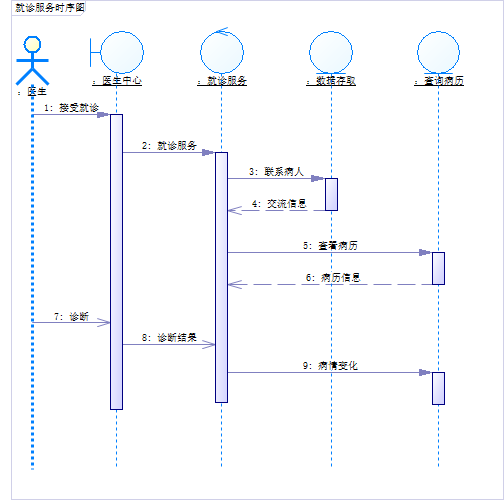 就诊服务时序图
: 医生
: 医生中心
: 就诊服务
: 数据存取
: 查询病历
1: 接受就诊
2: 就诊服务
3: 联系病人
4: 交流信息
5: 查看病历
6: 病历信息
7: 诊断
8: 诊断结果
9: 病情变化